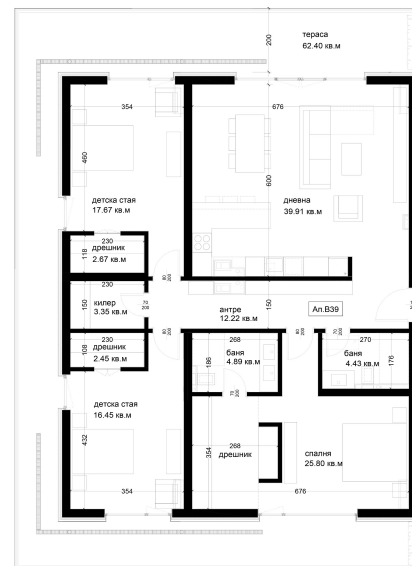 200
тераса
62.40 кв.м
354
676
460
600
дневна
39.91 кв.м
детска стая
17.67 кв.м
230
дрешник
2.67 кв.м
118
80
200
230
килер
3.35 кв.м
150
70
200
антре
12.22 кв.м
150
Ап.B39
230
дрешник
2.45 кв.м
108
80
200
268
баня
4.89 кв.м
186
80
200
70
200
270
баня
4.43 кв.м
176
70
200
детска стая
16.45 кв.м
432
354
354
268
дрешник
спалня
25.80 кв.м
676